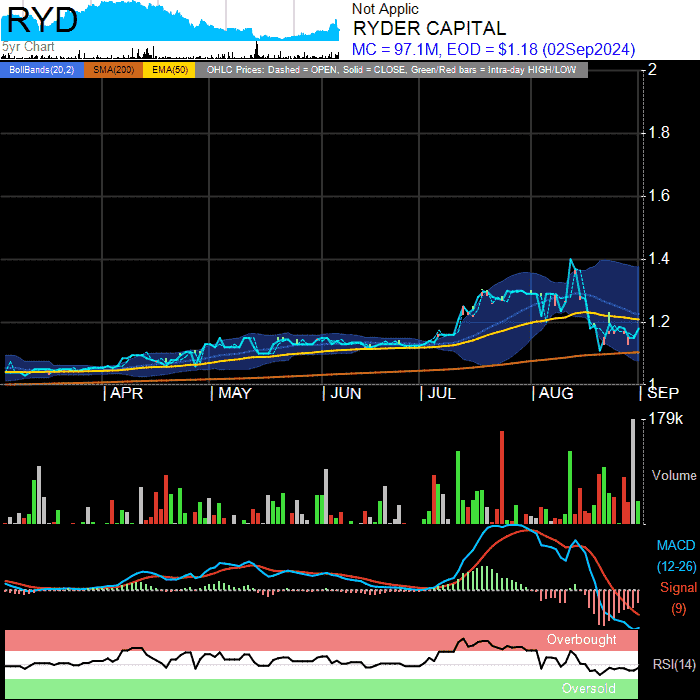 RYD
Not Applic
RYDER CAPITAL
5yr Chart
MC = 97.1M, EOD = $1.18 (02Sep2024)
BollBands(20,2) SMA(200) EMA(50) OHLC Prices: Dashed = OPEN, Solid = CLOSE, Green/Red bars = Intra-day HIGH/LOW
2
1.8
1.6
1.4
1.2
1
APR MAY JUN JUL AUG SEP
179k
Volume
MACD
(12-26)
Signal
(9)
Overbought
RSI(14)
Oversold